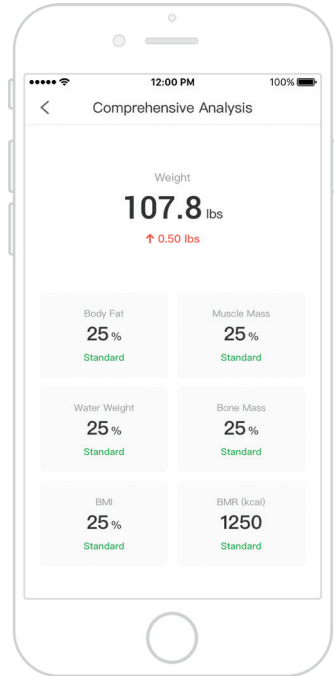 12:00 PM 100%
Comprehensive Analysis
Weight
107.8 lbs
↑ 0.50 lbs
Body Fat Muscle Mass
25 % 25 %
Standard Standard
Water Weight Bone Mass
25 % 25 %
Standard Standard
BMI BMR (kcal)
25 % 1250
Standard Standard